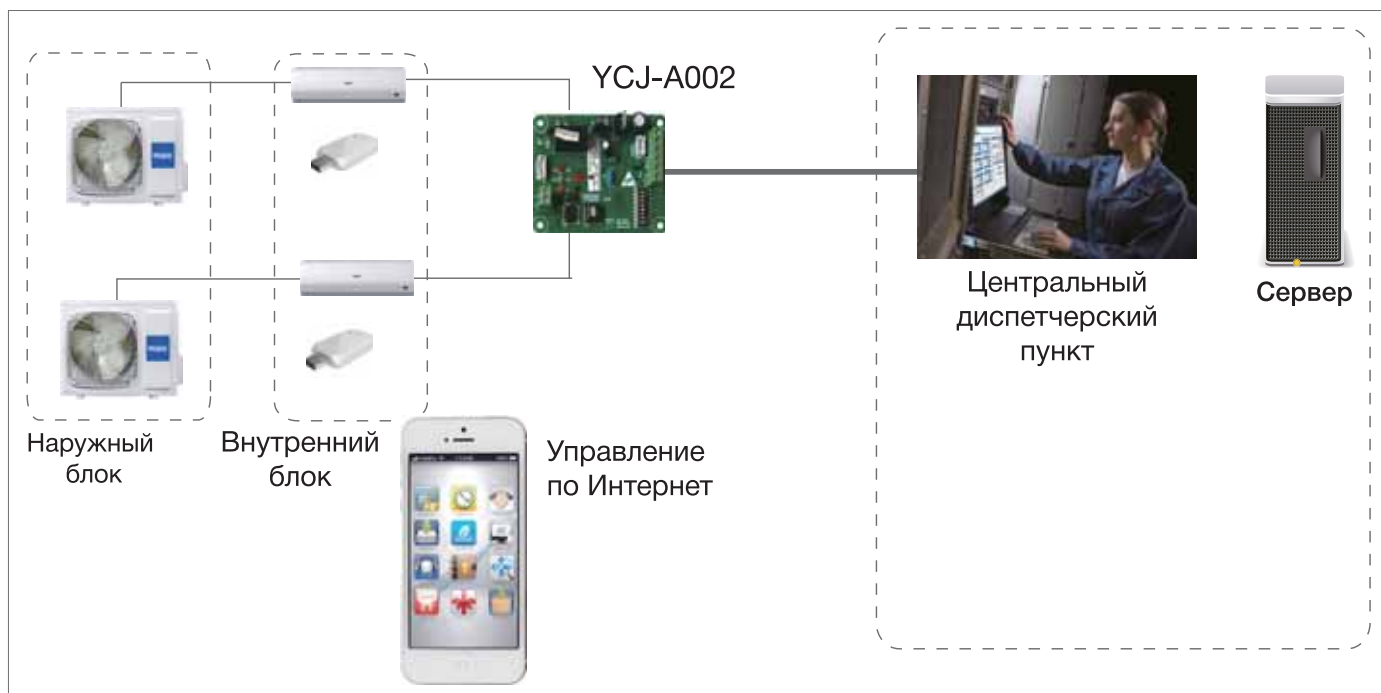 YCJ-A002
Центральный
диспетчерский
пункт
Сервер
Наружный
блок
Внутренний
блок
Управление
по Интернет